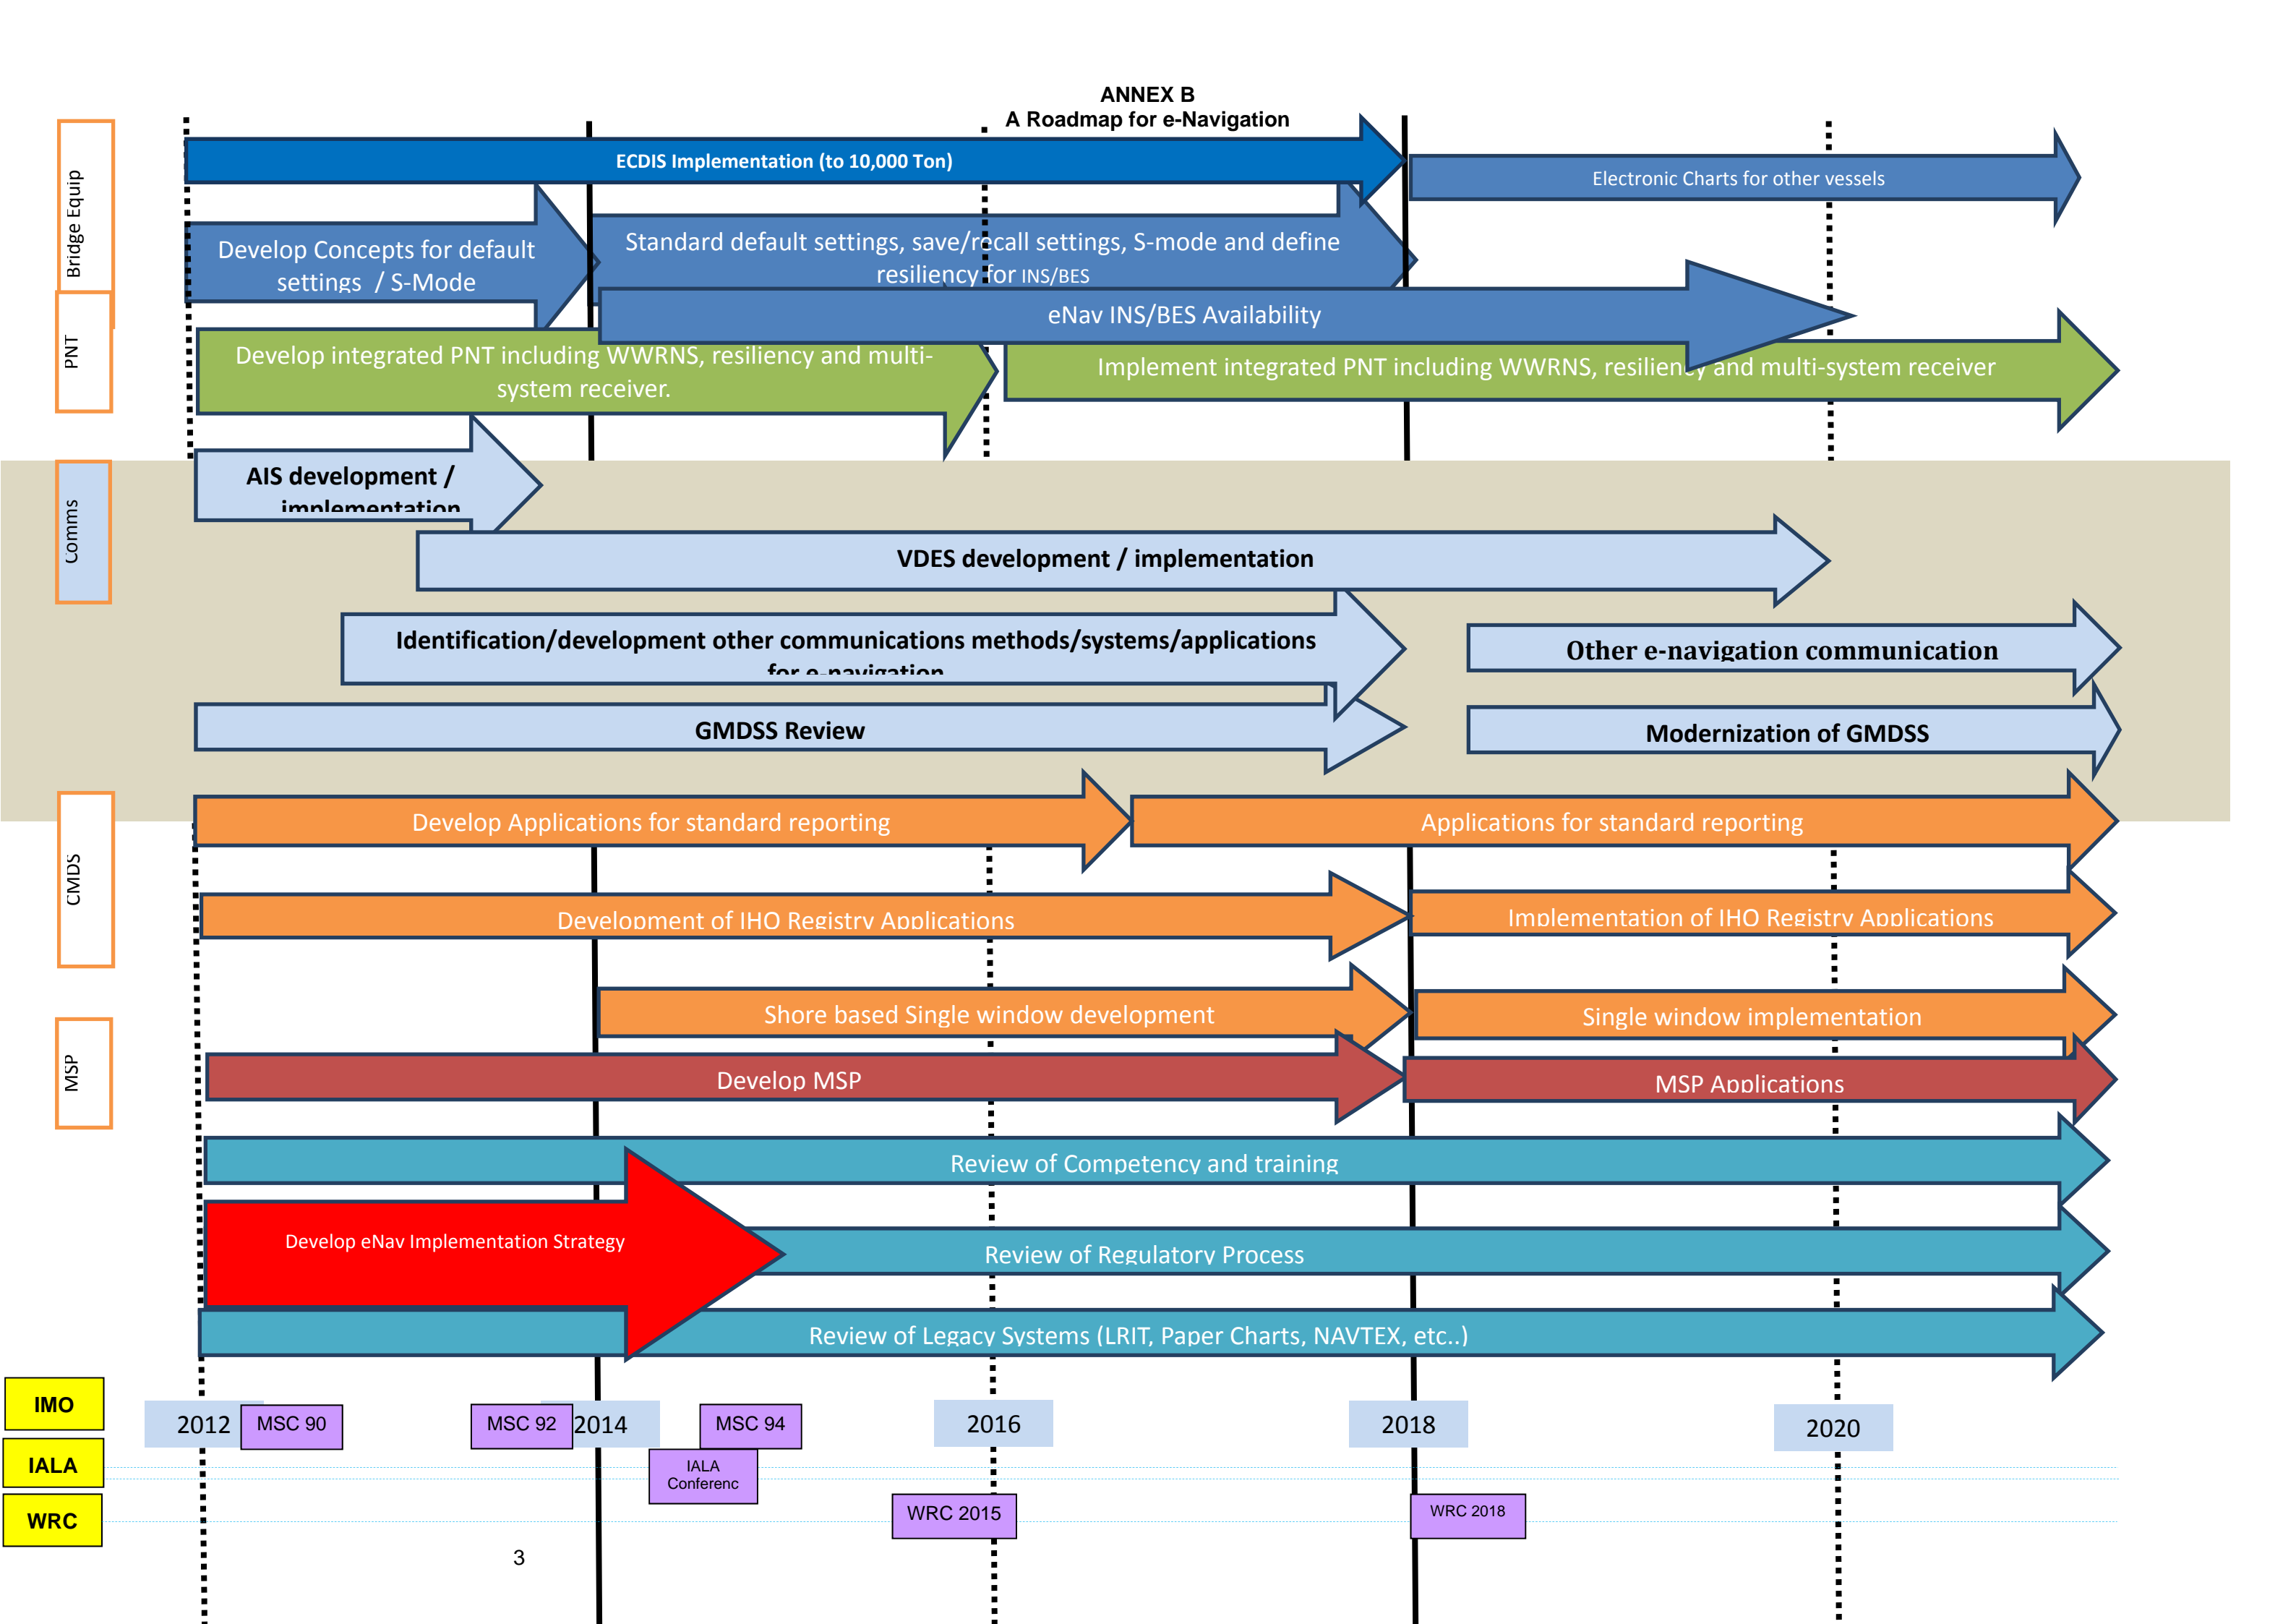 ANNEX B
A Roadmap for e-Navigation
Bridge Equip
ECDIS Implementation (to 10,000 Ton)
Electronic Charts for other vessels
Develop Concepts for default
settings / S-Mode
Standard default settings, save/recall settings, S-mode and define
resiliency for INS/BES
eNav INS/BES Availability
PNT
Develop integrated PNT including WWRNS, resiliency and multi-
system receiver.
Implement integrated PNT including WWRNS, resiliency and multi-system receiver
Comms
AIS development /
implementation
VDES development / implementation
Identification/development other communications methods/systems/applications
for e-navigation
Other e-navigation communication
GMDSS Review
Modernization of GMDSS
CMDS
Develop Applications for standard reporting
Applications for standard reporting
Development of IHO Registry Applications
Implementation of IHO Registry Applications
Shore based Single window development
Single window implementation
MSP
Develop MSP
MSP Applications
Review of Competency and training
Develop eNav Implementation Strategy
Review of Regulatory Process
Review of Legacy Systems (LRIT, Paper Charts, NAVTEX, etc..)
IMO
2012
MSC 90
MSC 92
2014
MSC 94
2016
2018
2020
IALA
IALA
Conferenc
WRC
WRC 2015
WRC 2018
3